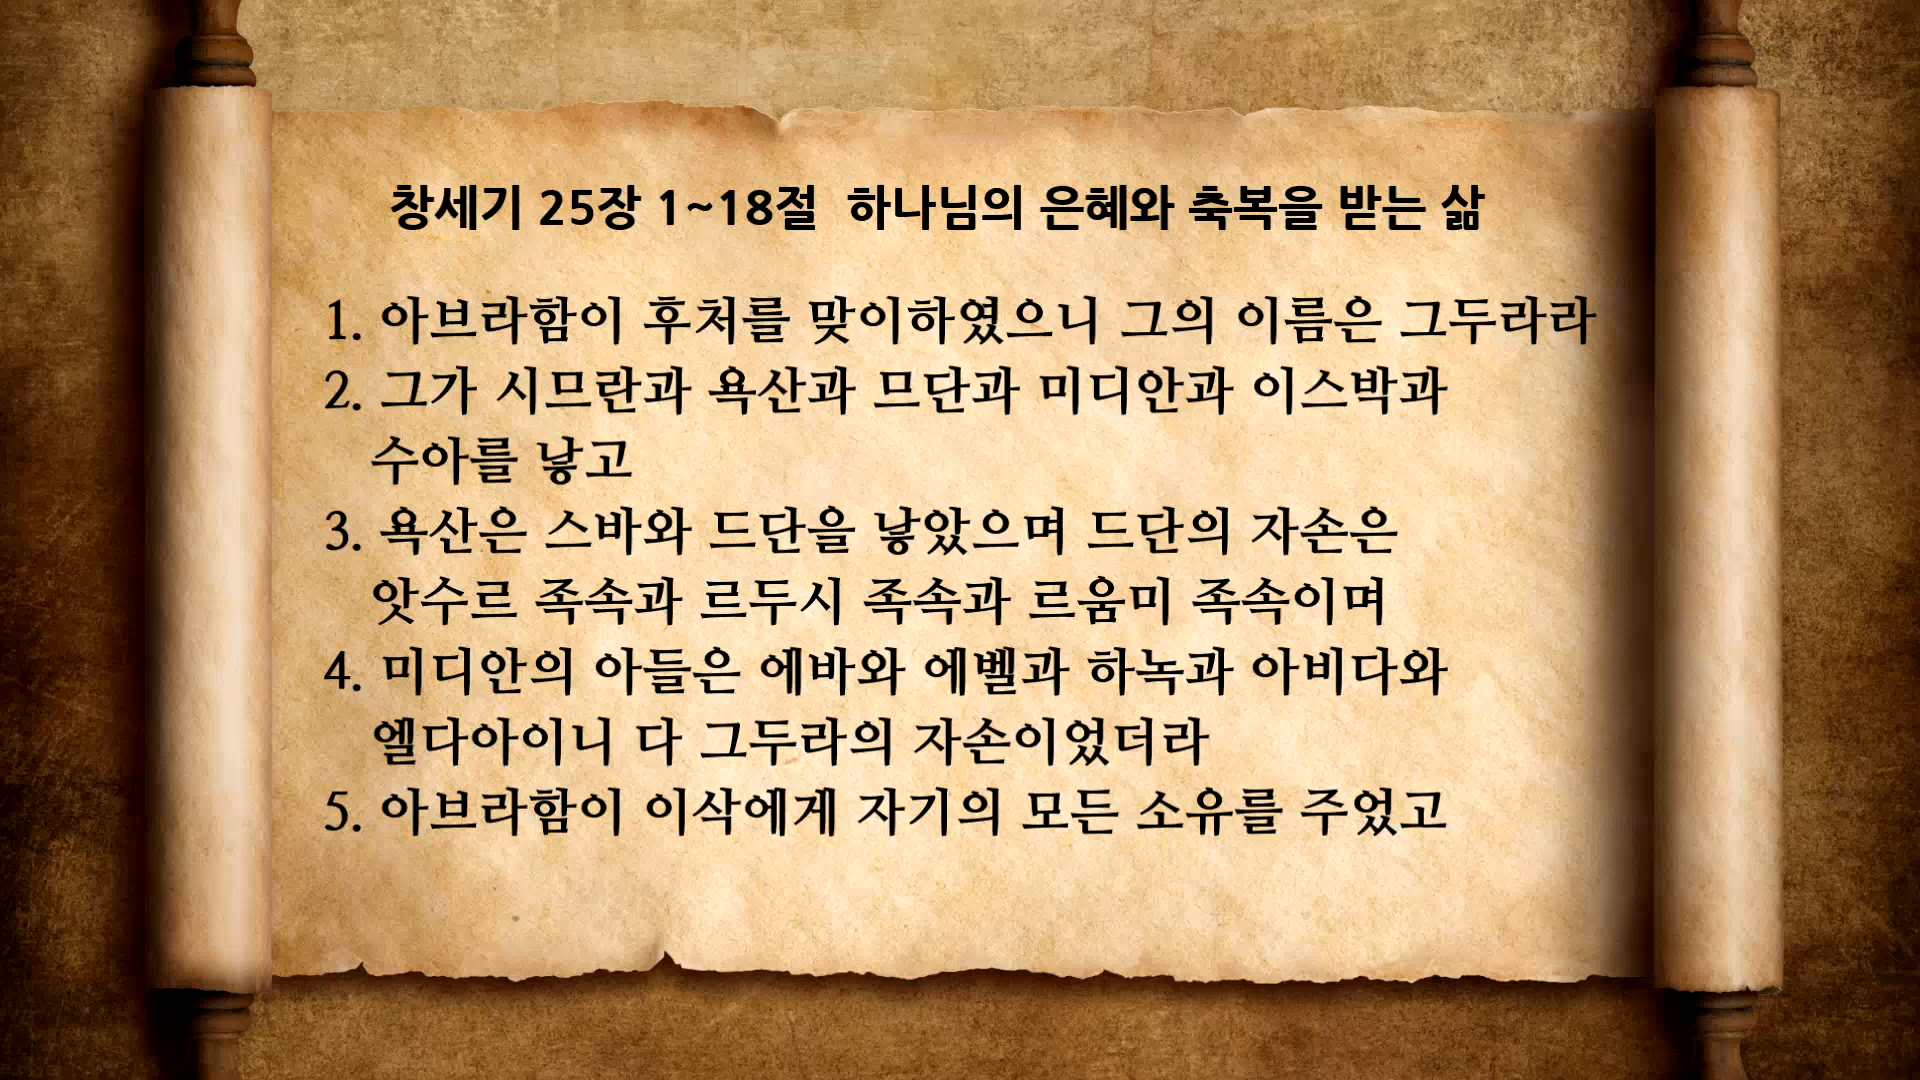 창세기 25장 1~18절  하나님의 은혜와 축복을 받는 삶
1. 아브라함이 후처를 맞이하였으니 그의 이름은 그두라라
2. 그가 시므란과 욕산과 므단과 미디안과 이스박과
수아를 낳고
3. 욕산은 스바와 드단을 낳았으며 드단의 자손은
앗수르 족속과 르두시 족속과 르움미 족속이며
4. 미디안의 아들은 에바와 에벨과 하녹과 아비다와
엘다아이니 다 그두라의 자손이었더라
5. 아브라함이 이삭에게 자기의 모든 소유를 주었고